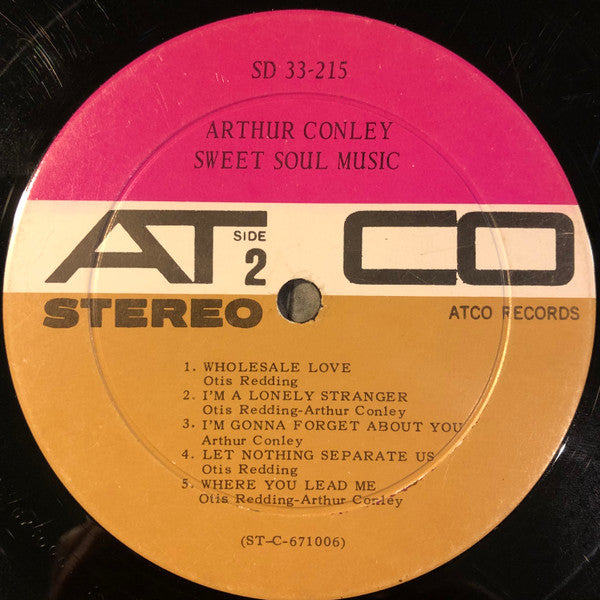 SD 33-215
ARTHUR CONLEY
SWEET SOUL MUSIC
AT CO
SIDE
2
STEREO
ATCO RECORDS
1. WHOLESALE LOVE
Otis Redding
2. I'M A LONELY STRANGER
Otis Redding-Arthur Conley
3. I'M GONNA FORGET ABOUT YOU
Arthur Conley
4. LET NOTHING SEPARATE US
Otis Redding
5. WHERE YOU LEAD ME
Otis Redding-Arthur Conley
(ST-C-671006)